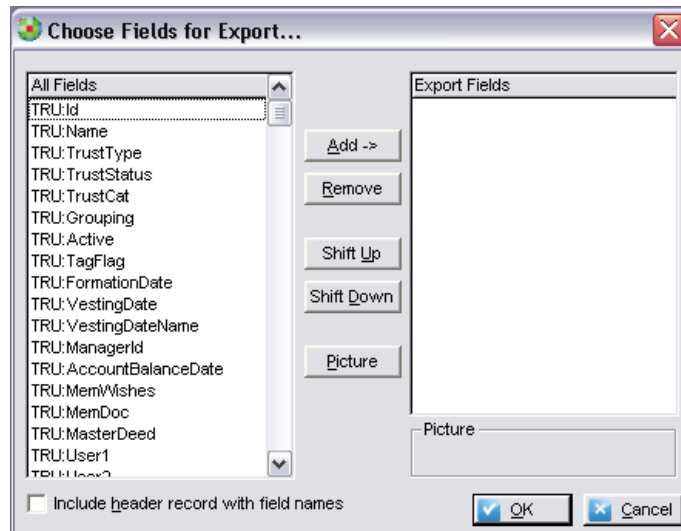 Choose Fields for Export...
All Fields
TRU:Id
TRU:Name
TRU:TrustType
TRU:TrustStatus
TRU:TrustCat
TRU:Grouping
TRU:Active
TRU:TagFlag
TRU:FormationDate
TRU:VestingDate
TRU:VestingDateName
TRU:ManagerId
TRU:AccountBalanceDate
TRU:MemWishes
TRU:MemDoc
TRU:MasterDeed
TRU:User1
TRU:User2
Add ->
Remove
Shift Up
Shift Down
Picture
Export Fields
Picture
Include header record with field names
OK
Cancel